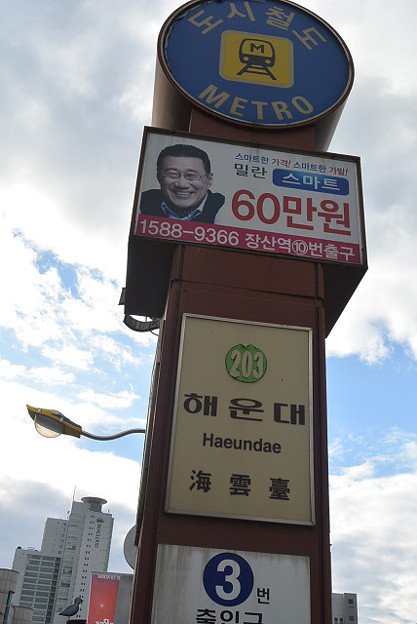 도시철도
M
METRO
스마트한 가격! 스마트한 가발!
밀란 스마트
60만원
1588-9366 장산역⑩번출구
203
해운대
Haeundae
海雲臺
3번
출입구